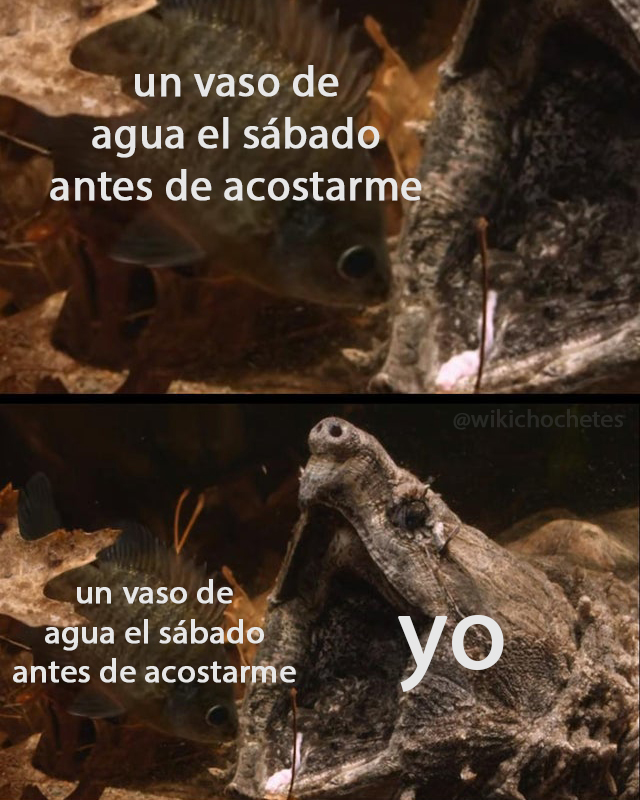 un vaso de
agua el sábado
antes de acostarme
@wikichochetes
un vaso de
agua el sábado
antes de acostarme
yo